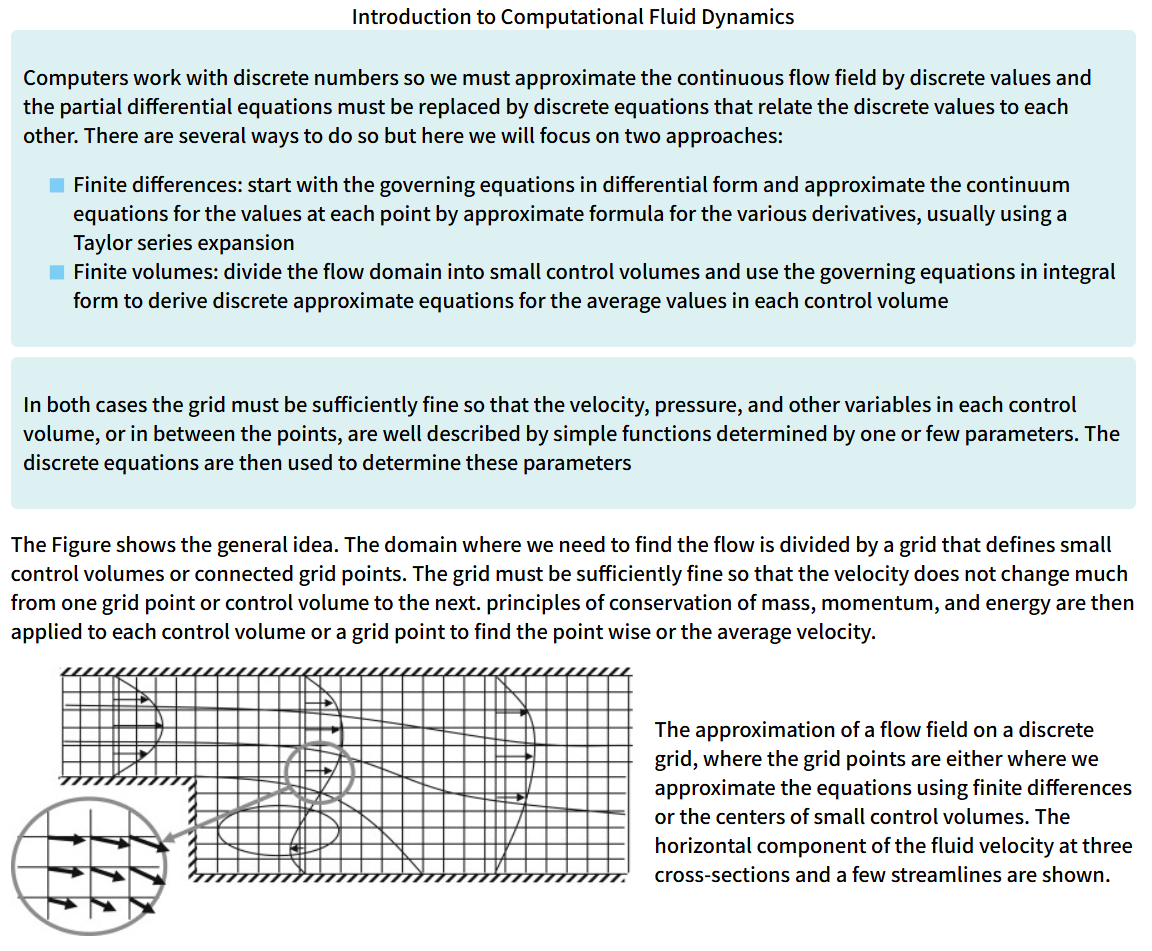 Introduction to Computational Fluid Dynamics
Computers work with discrete numbers so we must approximate the continuous flow field by discrete values and
the partial differential equations must be replaced by discrete equations that relate the discrete values to each
other. There are several ways to do so but here we will focus on two approaches:
Finite differences: start with the governing equations in differential form and approximate the continuum
equations for the values at each point by approximate formula for the various derivatives, usually using a
Taylor series expansion
Finite volumes: divide the flow domain into small control volumes and use the governing equations in integral
form to derive discrete approximate equations for the average values in each control volume
In both cases the grid must be sufficiently fine so that the velocity, pressure, and other variables in each control
volume, or in between the points, are well described by simple functions determined by one or few parameters. The
discrete equations are then used to determine these parameters
The Figure shows the general idea. The domain where we need to find the flow is divided by a grid that defines small
control volumes or connected grid points. The grid must be sufficiently fine so that the velocity does not change much
from one grid point or control volume to the next. principles of conservation of mass, momentum, and energy are then
applied to each control volume or a grid point to find the point wise or the average velocity.
The approximation of a flow field on a discrete
grid, where the grid points are either where we
approximate the equations using finite differences
or the centers of small control volumes. The
horizontal component of the fluid velocity at three
cross-sections and a few streamlines are shown.